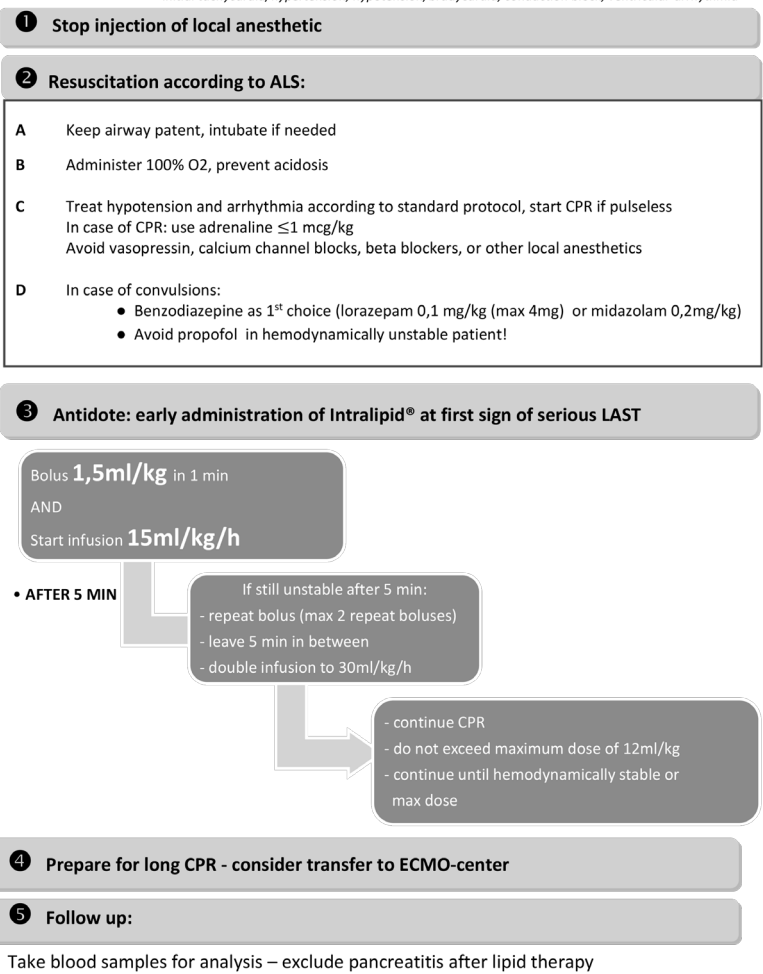 ❶ Stop injection of local anesthetic
❷ Resuscitation according to ALS:
A Keep airway patent, intubate if needed
B Administer 100% O2, prevent acidosis
C Treat hypotension and arrhythmia according to standard protocol, start CPR if pulseless
In case of CPR: use adrenaline ≤1 mcg/kg
Avoid vasopressin, calcium channel blocks, beta blockers, or other local anesthetics
D In case of convulsions:
● Benzodiazepine as 1st choice (lorazepam 0,1 mg/kg (max 4mg) or midazolam 0,2mg/kg)
● Avoid propofol in hemodynamically unstable patient!
❸ Antidote: early administration of Intralipid® at first sign of serious LAST
Bolus 1,5ml/kg in 1 min
AND
Start infusion 15ml/kg/h
• AFTER 5 MIN
If still unstable after 5 min:
- repeat bolus (max 2 repeat boluses)
- leave 5 min in between
- double infusion to 30ml/kg/h
- continue CPR
- do not exceed maximum dose of 12ml/kg
- continue until hemodynamically stable or
max dose
❹ Prepare for long CPR - consider transfer to ECMO-center
❺ Follow up:
Take blood samples for analysis – exclude pancreatitis after lipid therapy